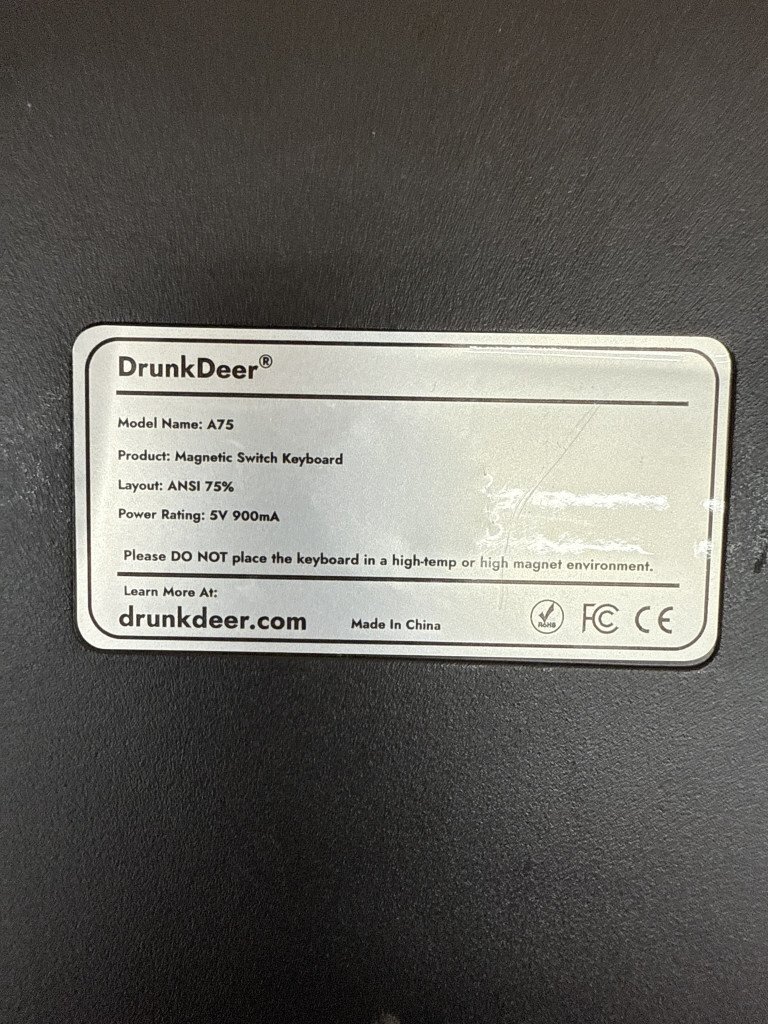 DrunkDeer®
Model Name: A75
Product: Magnetic Switch Keyboard
Layout: ANSI 75%
Power Rating: 5V 900mA
Please DO NOT place the keyboard in a high-temp or high magnet environment.
Learn More At:
drunkdeer.com
Made In China
RoHS
FC CE